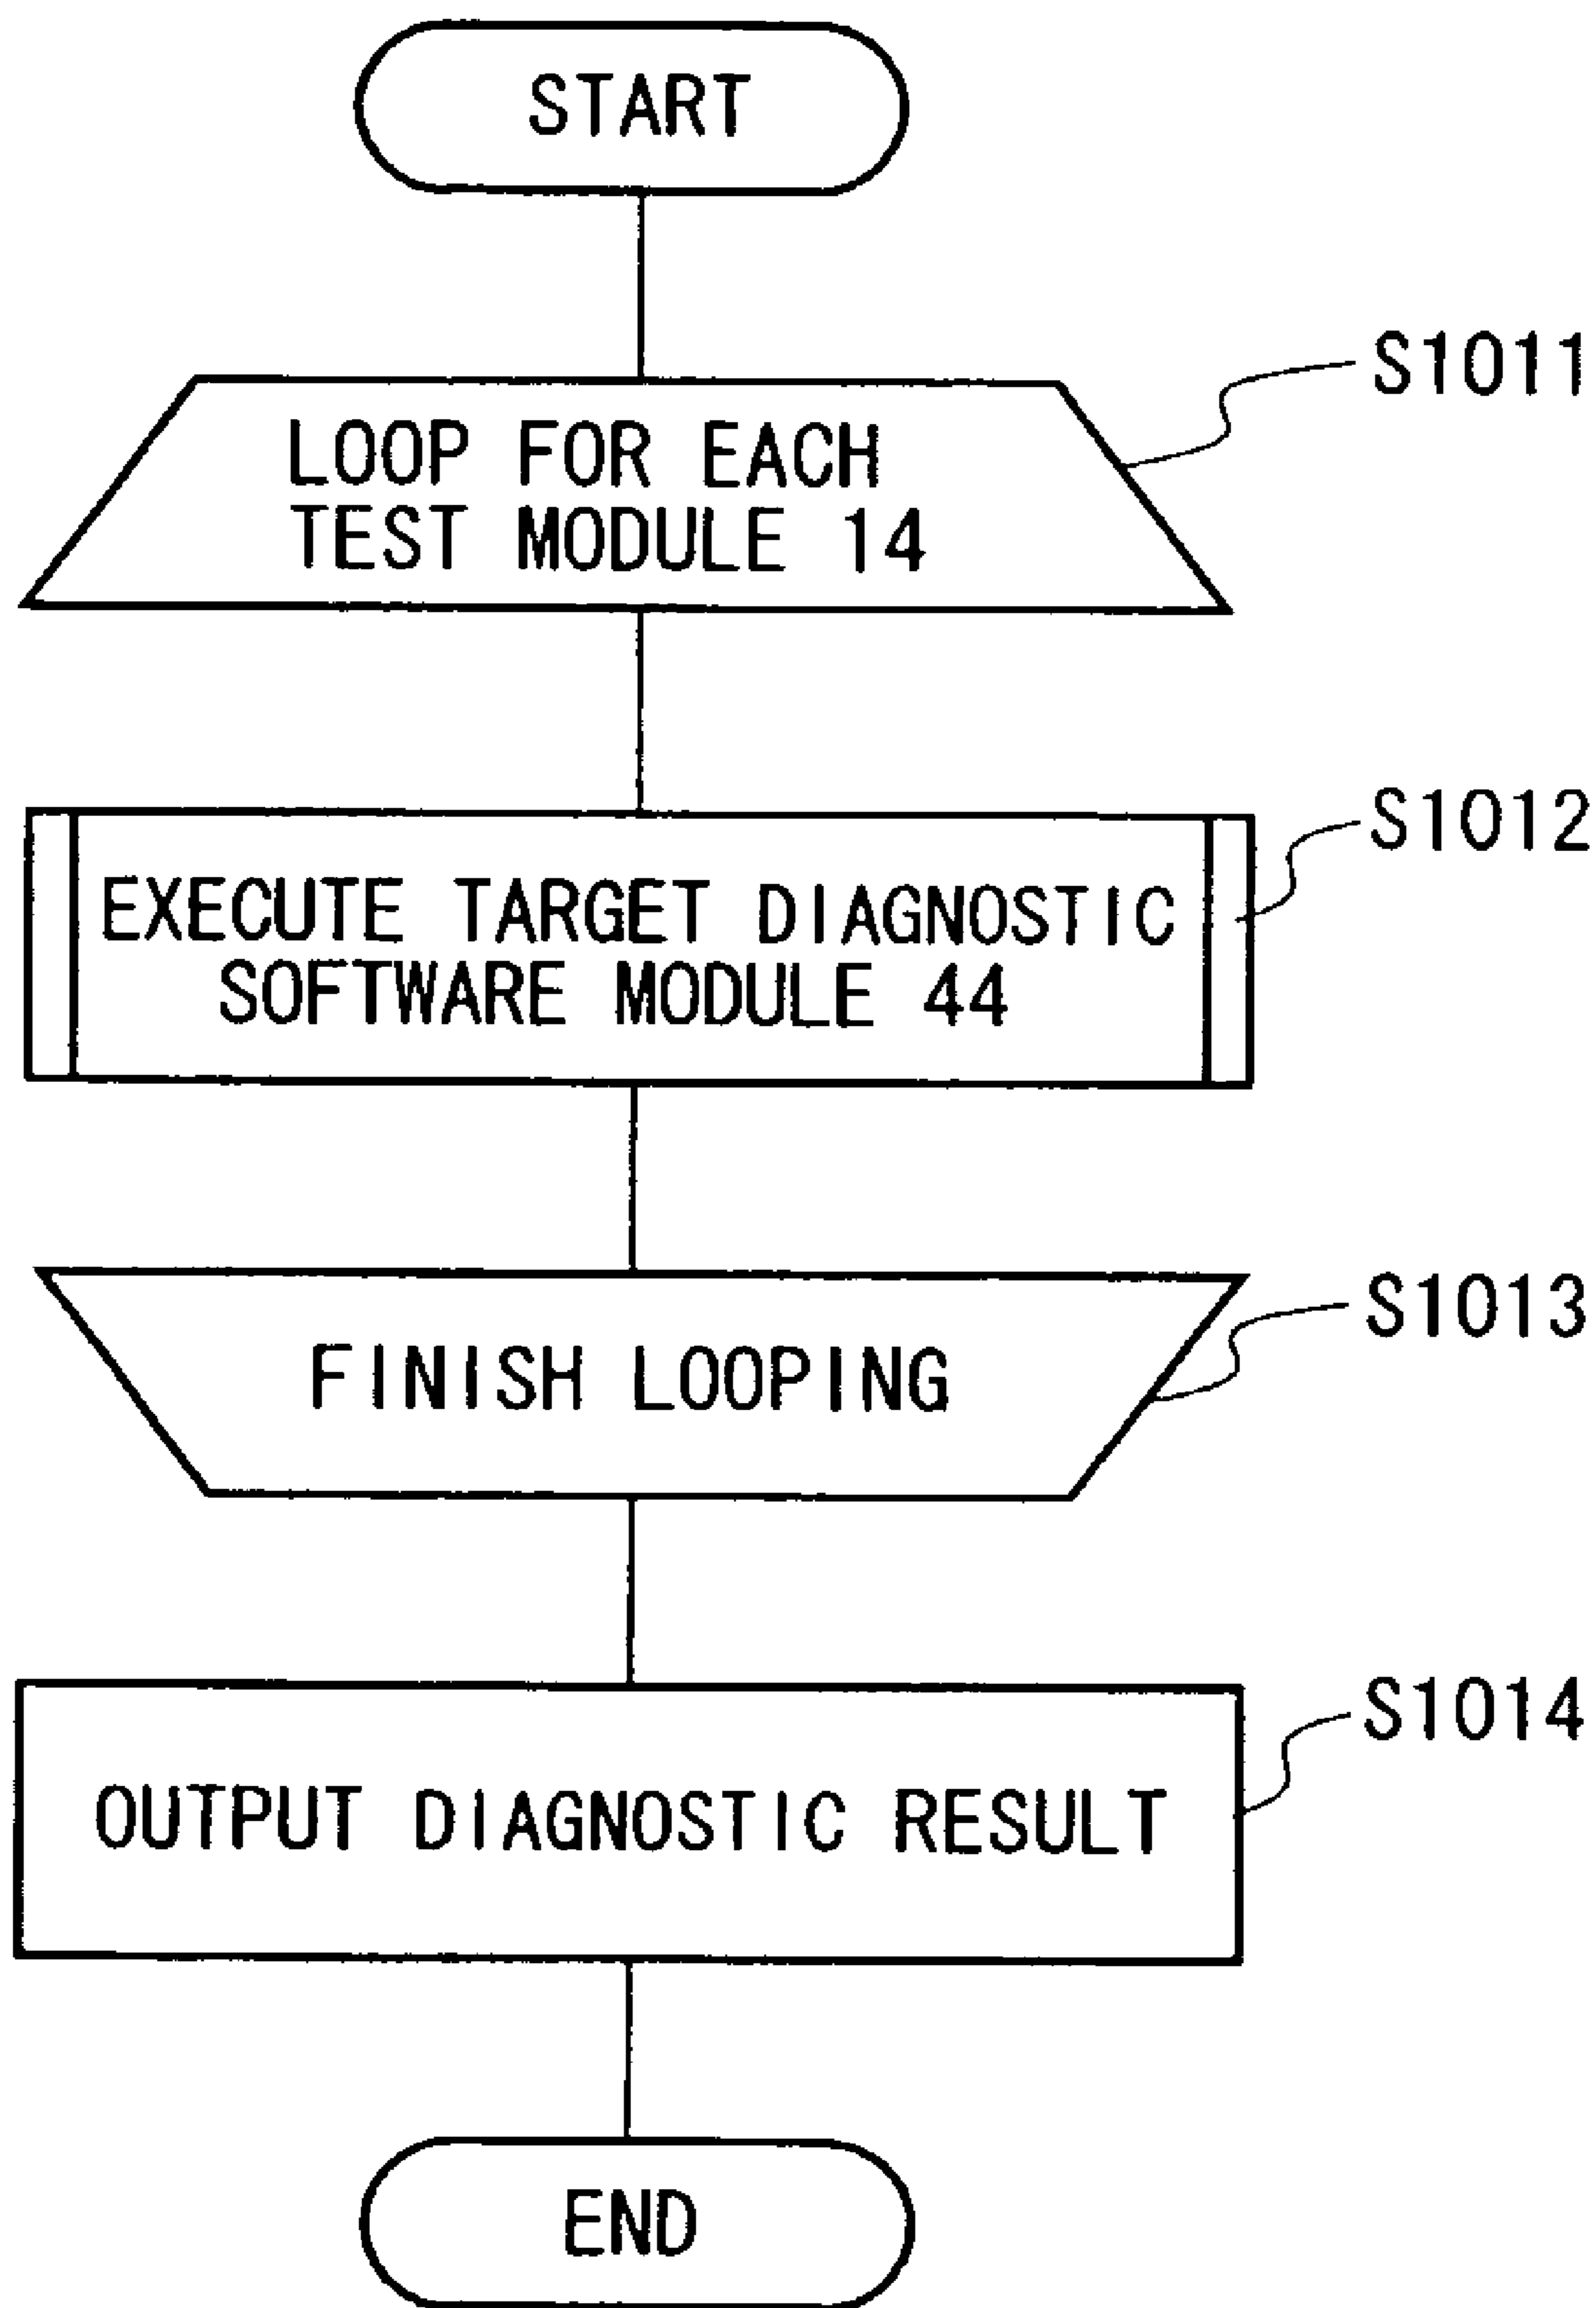 START
S1011
LOOP FOR EACH
TEST MODULE 14
S1012
EXECUTE TARGET DIAGNOSTIC
SOFTWARE MODULE 44
S1013
FINISH LOOPING
S1014
OUTPUT DIAGNOSTIC RESULT
END